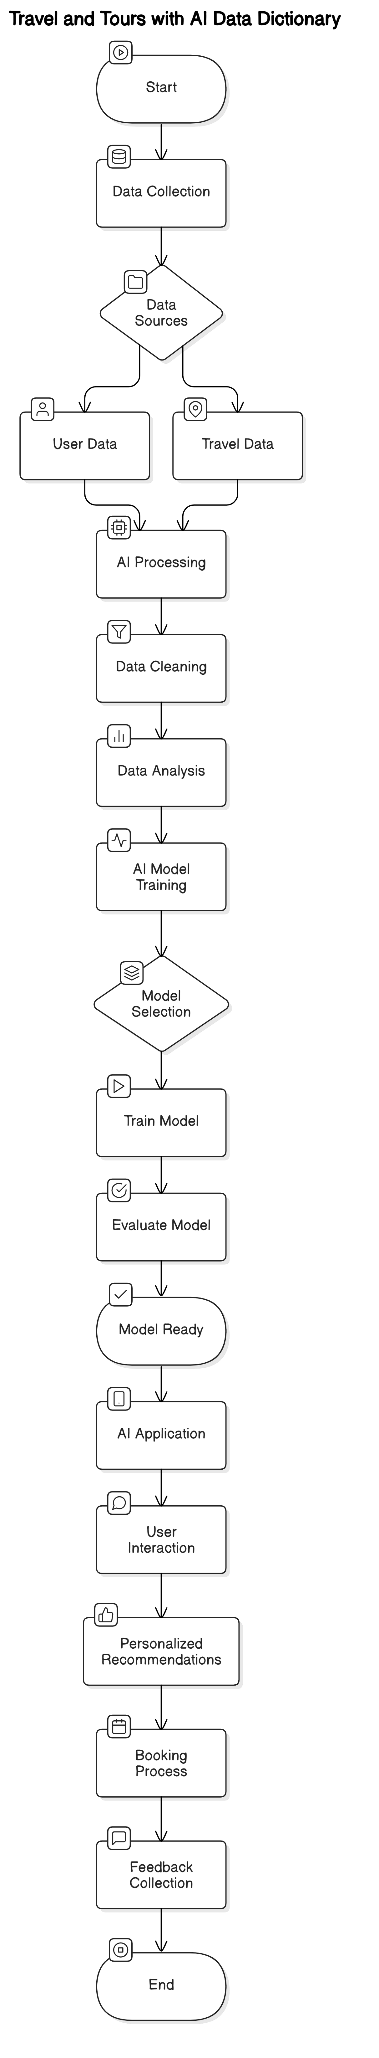 Travel and Tours with AI Data Dictionary
Start
Data Collection
Data
Sources
User Data
Travel Data
AI Processing
Data Cleaning
Data Analysis
AI Model
Training
Model
Selection
Train Model
Evaluate Model
Model Ready
AI Application
User
Interaction
Personalized
Recommendations
Booking
Process
Feedback
Collection
End